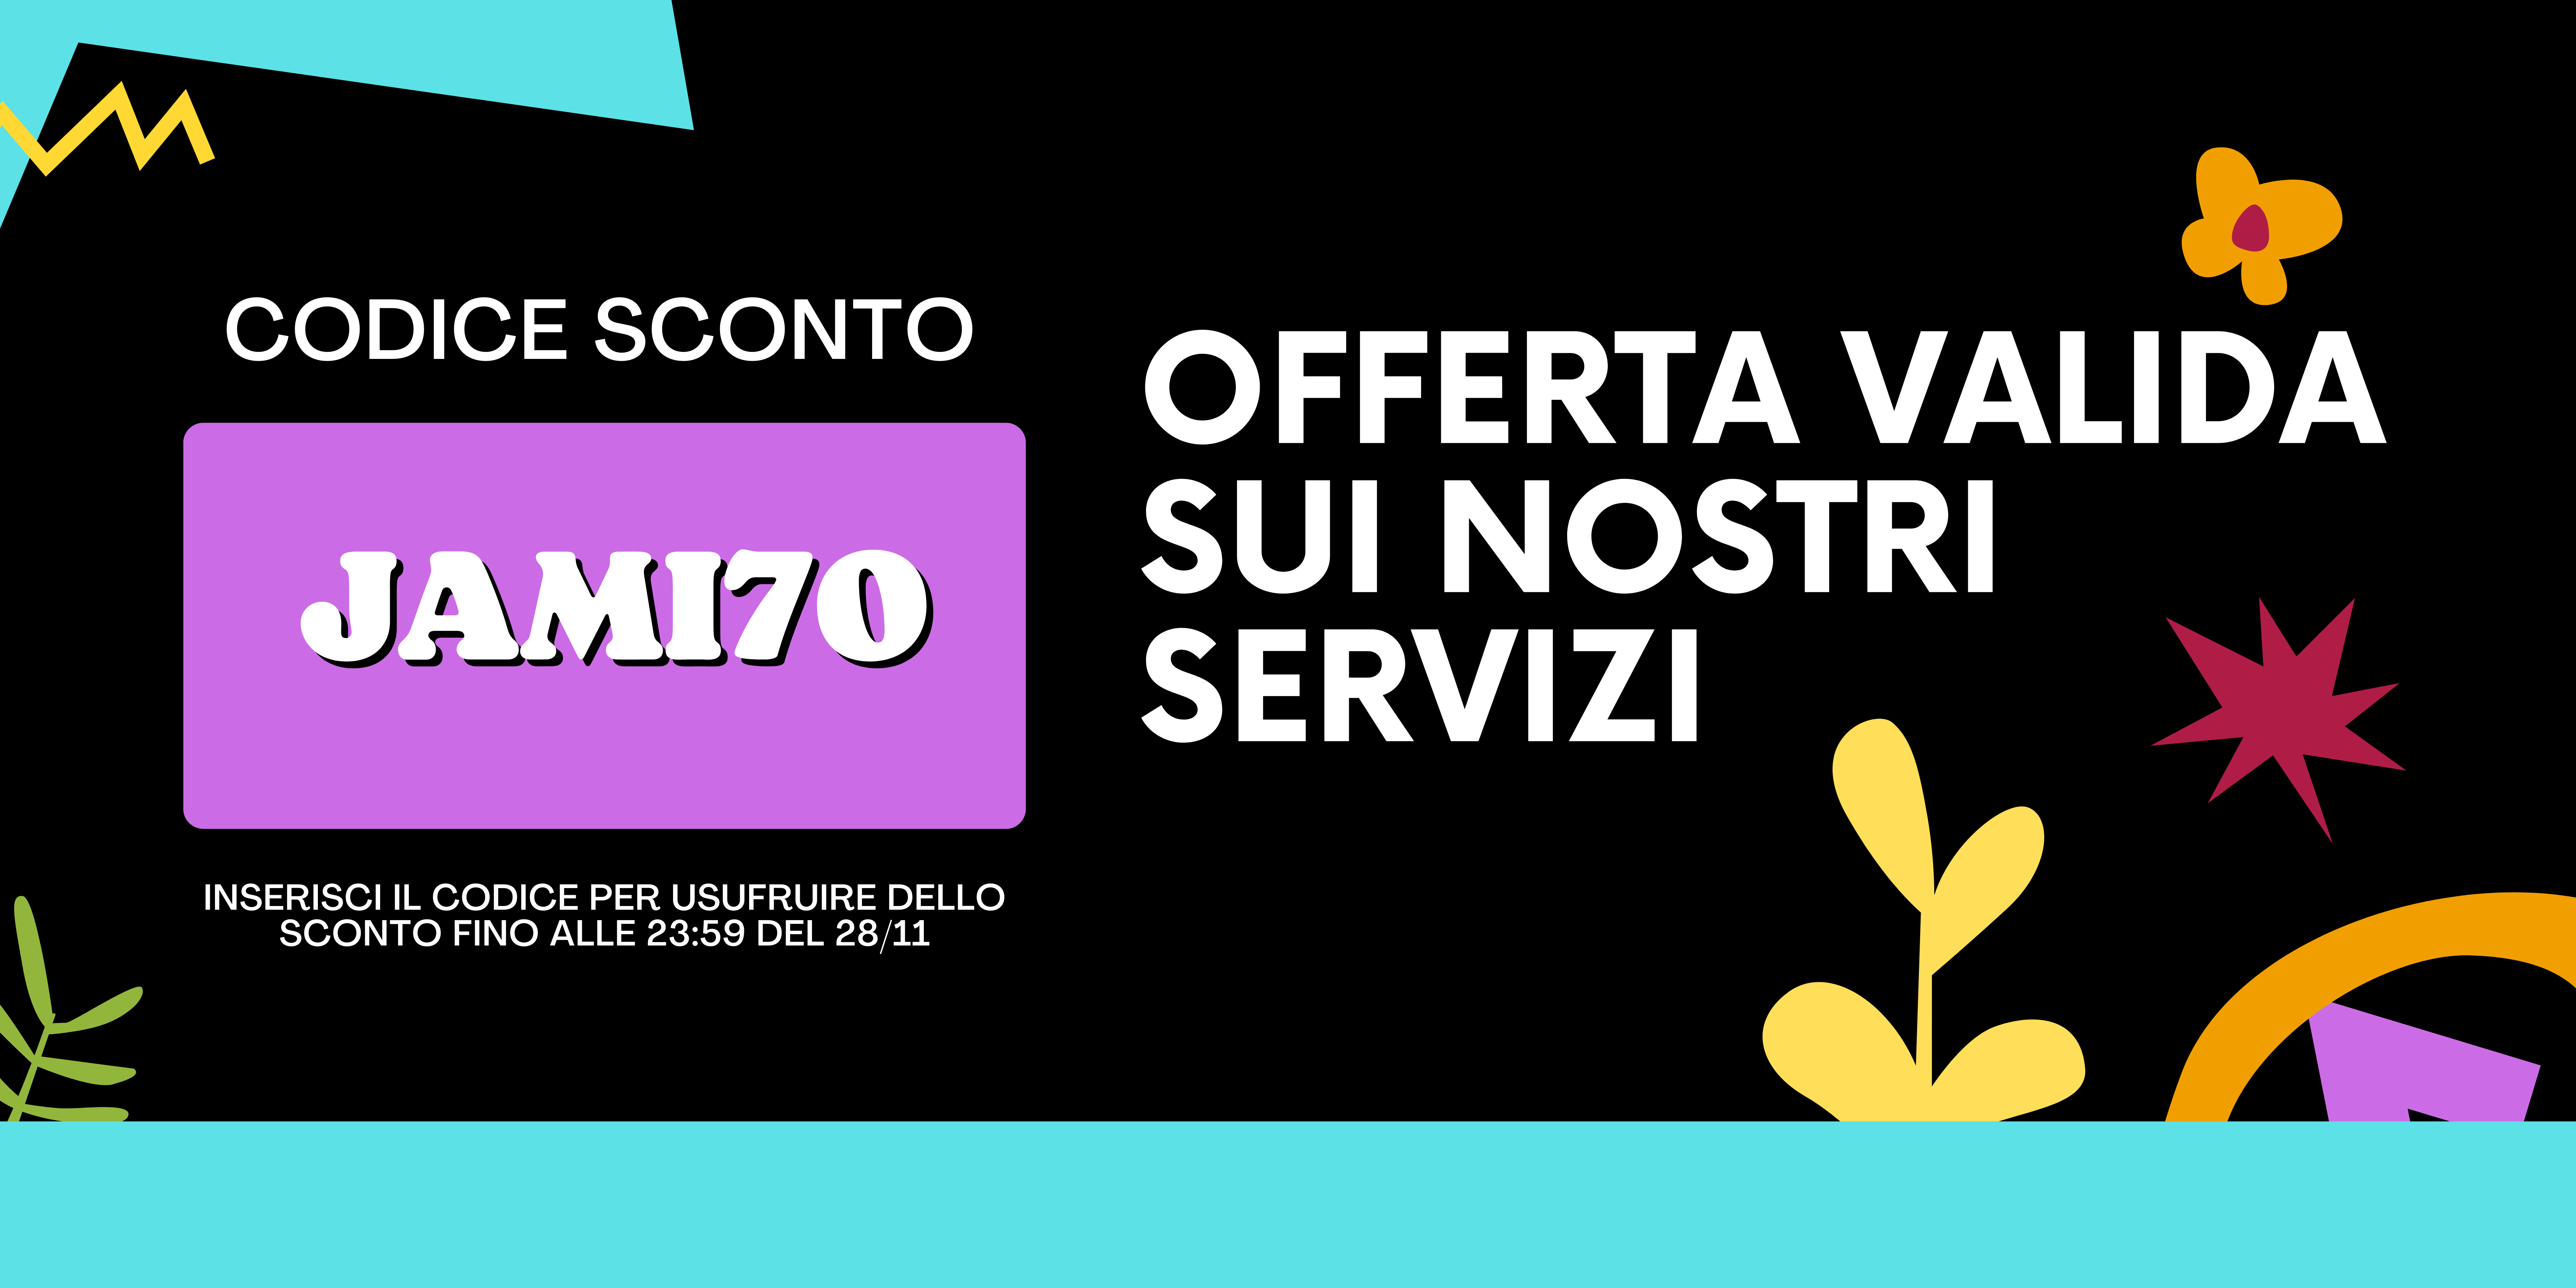 CODICE SCONTO
JAMI70
INSERISCI IL CODICE PER USUFRUIRE DELLO
SCONTO FINO ALLE 23:59 DEL 28/11
OFFERTA VALIDA
SUI NOSTRI
SERVIZI